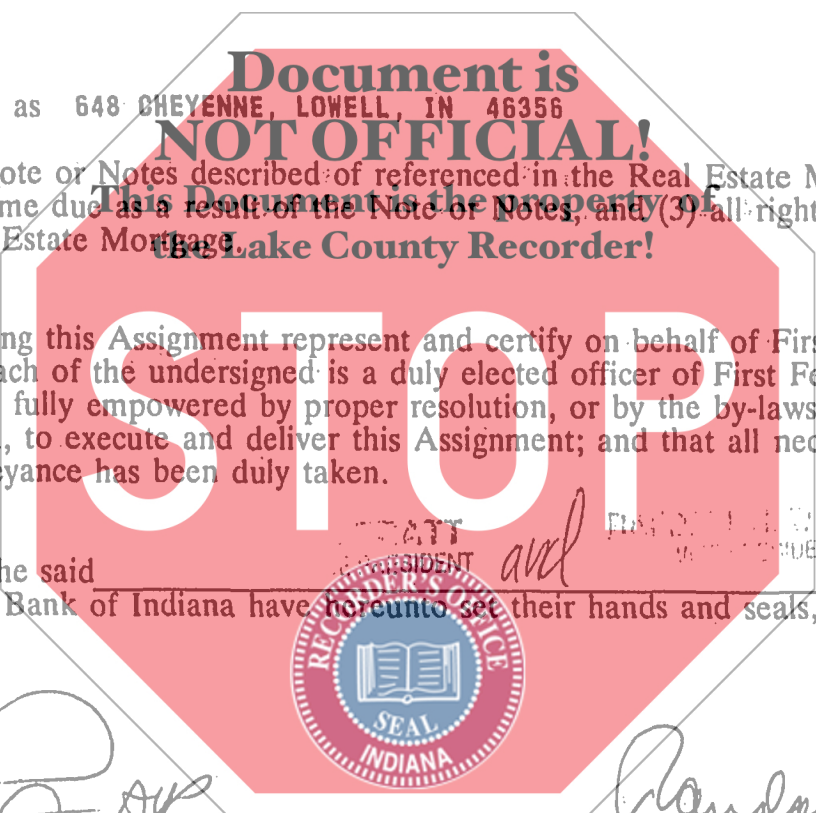 Document is
as 648 CHEYENNE, LOWELL, IN 46356
NOT OFFICIAL!
ote or Notes described of referenced in the Real Estate M
This Document is the property of
me due as a result of the Note or Notes, and (3) all right
the Lake County Recorder!
Estate Mortgage.
STOP
ng this Assignment represent and certify on behalf of Firs
ach of the undersigned is a duly elected officer of First Fe
fully empowered by proper resolution, or by the by-laws
, to execute and deliver this Assignment; and that all nec
eyance has been duly taken.
and
he said
Bank of Indiana have hereunto set their hands and seals,
RECORDER'S OFFICE
SEAL
INDIANA